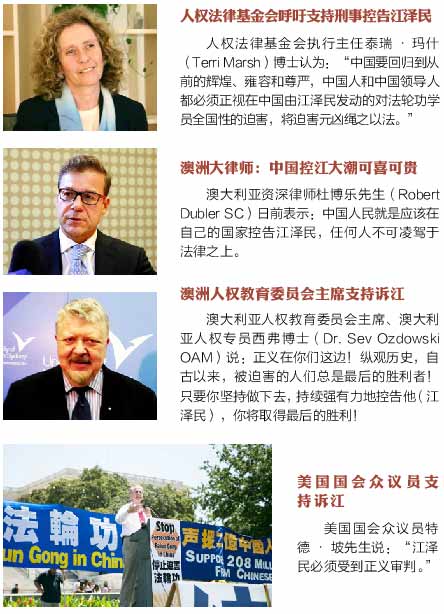 人权法律基金会呼吁支持刑事控告江泽民
人权法律基金会执行主任泰瑞·玛什
（Terri Marsh）博士认为：“中国要回归到从
前的辉煌、雍容和尊严，中国人和中国领导人
都必须正视在中国由江泽民发动的对法轮功学
员全国性的迫害，将迫害元凶绳之以法。”
澳洲大律师：中国控江大潮可喜可贵
澳大利亚资深律师杜博乐先生（Robert
Dubler SC）日前表示：中国人民就是应该在
自己的国家控告江泽民，任何人不可凌驾于
法律之上。
澳洲人权教育委员会主席支持诉江
澳大利亚人权教育委员会主席、澳大利
亚人权专员西弗博士（Dr. Sev Ozdowski
OAM）说：正义在你们这边！纵观历史，自
古以来，被迫害的人们总是最后的胜利者！
只要你坚持做下去，持续强有力地控告他（江
泽民），你将取得最后的胜利！
美国国会众议员支
持诉江
美国国会众议员特
德·坡先生说：“江泽
民必须受到正义审判。”
法輪功
un Gong in China
Stop
Persecution of
Falun Gong
in China
停止迫害
法輪功
声援2億中国人
SUPPORT 208 MILL
CHINESE